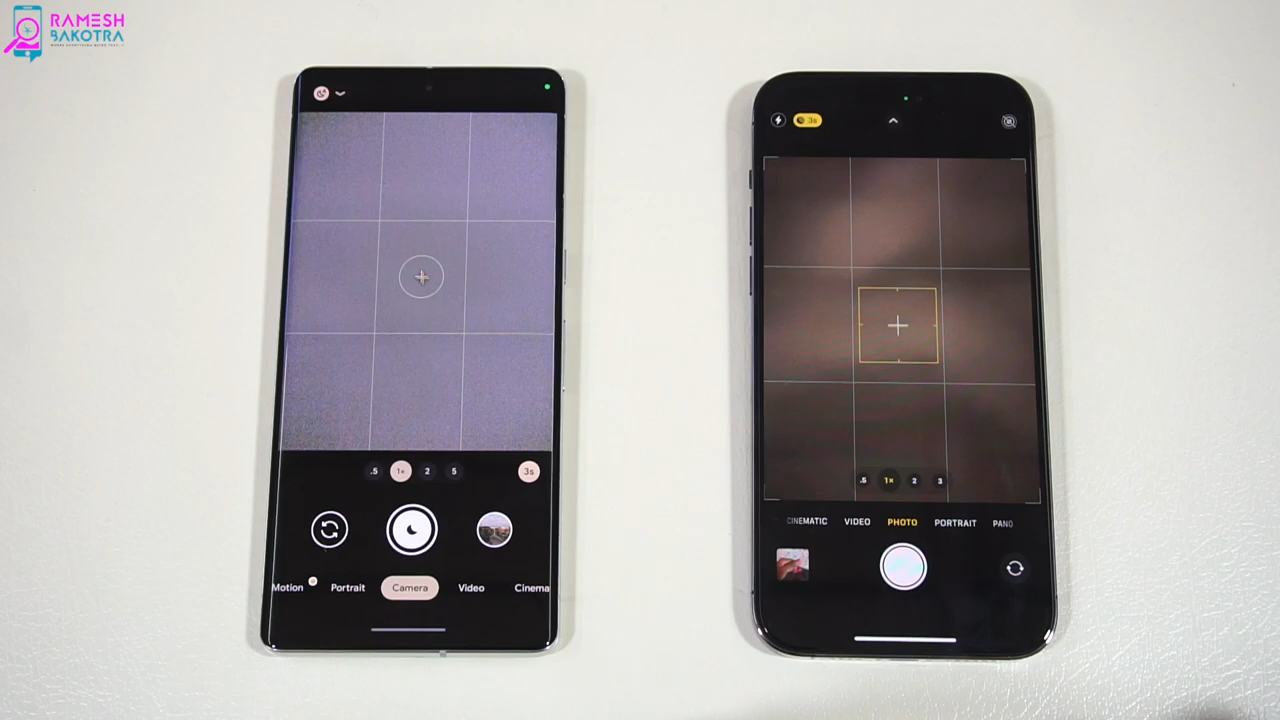 RAMESH
BAKOTRA
3s
.5 1× 2 5
3s
.5 1× 2 3
CINEMATIC VIDEO PHOTO PORTRAIT PANO
Motion Portrait Camera Video Cinema